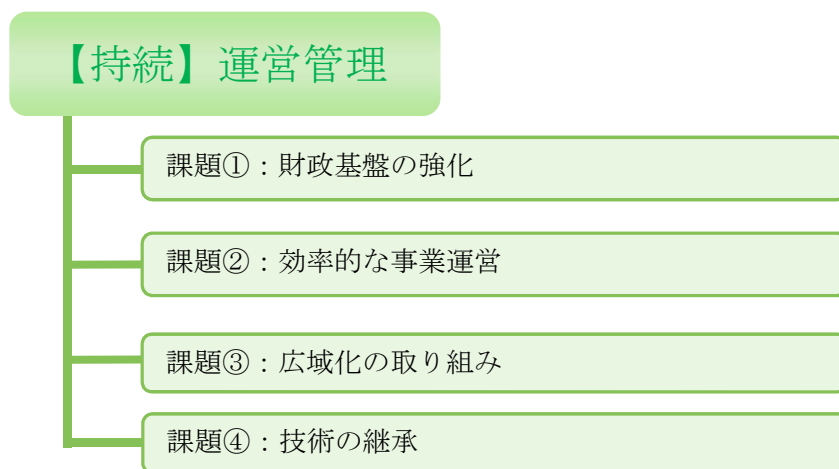 【持続】運営管理
課題①：財政基盤の強化
課題②：効率的な事業運営
課題③：広域化の取り組み
課題④：技術の継承